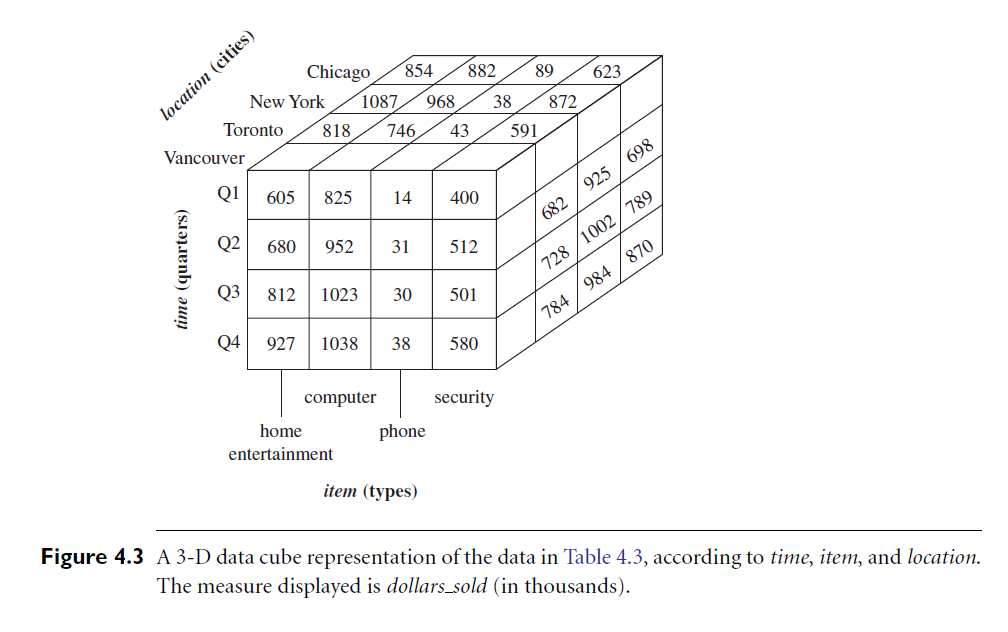 location (cities)
Chicago 854 882 89 623
New York 1087 968 38 872
Toronto 818 746 43 591
Vancouver
time (quarters)
Q1 605 825 14 400
Q2 680 952 31 512
Q3 812 1023 30 501
Q4 927 1038 38 580
682 925 698
728 1002 789
784 984 870
computer security
home phone
entertainment
item (types)
Figure 4.3 A 3-D data cube representation of the data in Table 4.3, according to time, item, and location.
The measure displayed is dollars_sold (in thousands).